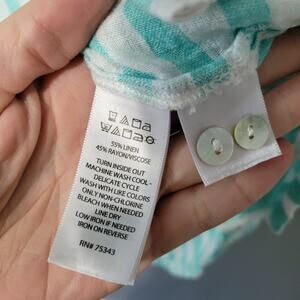 55% LINEN
45% RAYON/VISCOSE
TURN INSIDE OUT
MACHINE WASH COOL -
DELICATE CYCLE
WASH WITH LIKE COLORS
ONLY NON-CHLORINE
BLEACH WHEN NEEDED
LINE DRY
IRON LOW IF NEEDED
IRON ON REVERSE
RN# 75343